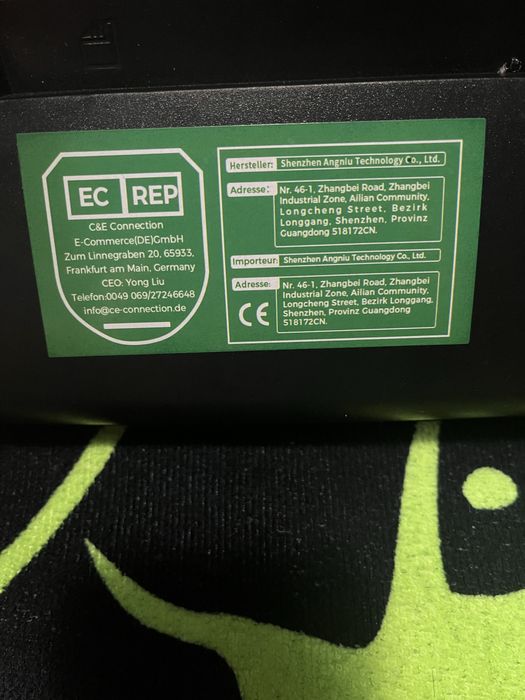 EC REP
C&E Connection
E-Commerce(DE)GmbH
Zum Linnegraben 20, 65933,
Frankfurt am Main, Germany
CEO: Yong Liu
Telefon:0049 069/27246648
info@ce-connection.de
Hersteller: Shenzhen Angniu Technology Co., Ltd.
Adresse: Nr. 46-1, Zhangbei Road, Zhangbei
Industrial Zone, Ailian Community,
Longcheng Street, Bezirk
Longgang, Shenzhen, Provinz
Guangdong 518172CN.
Importeur: Shenzhen Angniu Technology Co., Ltd.
Adresse: Nr. 46-1, Zhangbei Road, Zhangbei
Industrial Zone, Ailian Community,
Longcheng Street, Bezirk Longgang,
Shenzhen, Provinz Guangdong
518172CN.
CE